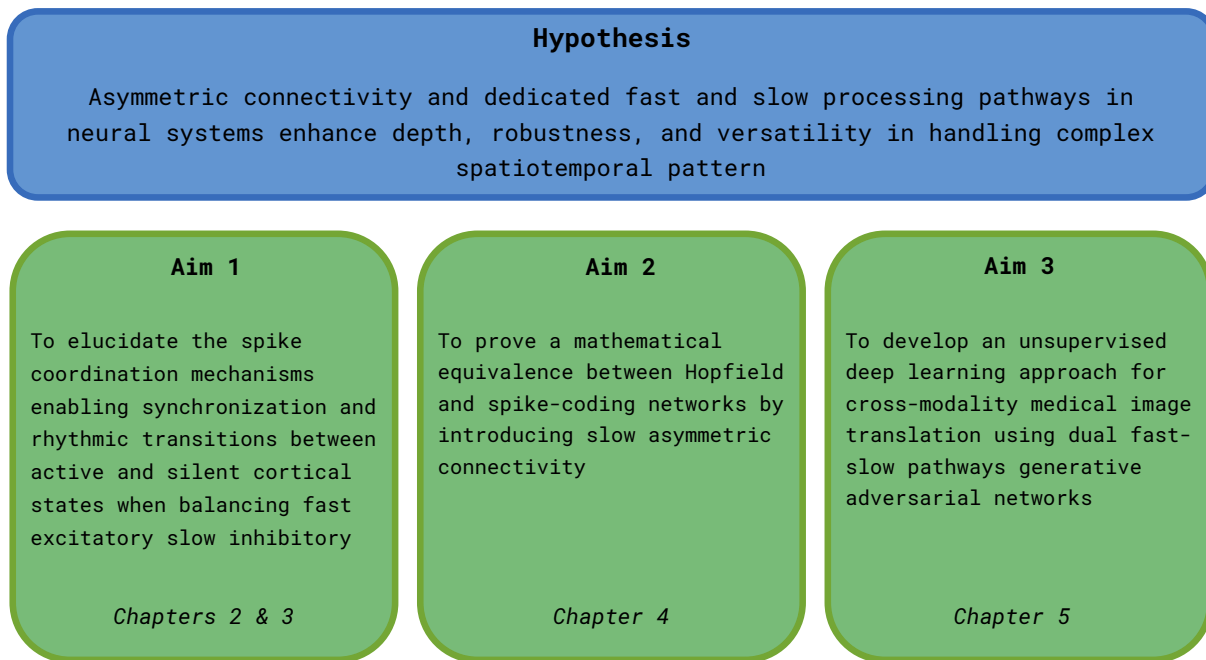 Hypothesis
Asymmetric connectivity and dedicated fast and slow processing pathways in
neural systems enhance depth, robustness, and versatility in handling complex
spatiotemporal pattern
Aim 1
To elucidate the spike
coordination mechanisms
enabling synchronization and
rhythmic transitions between
active and silent cortical
states when balancing fast
excitatory slow inhibitory
Chapters 2 & 3
Aim 2
To prove a mathematical
equivalence between Hopfield
and spike-coding networks by
introducing slow asymmetric
connectivity
Chapter 4
Aim 3
To develop an unsupervised
deep learning approach for
cross-modality medical image
translation using dual fast-
slow pathways generative
adversarial networks
Chapter 5